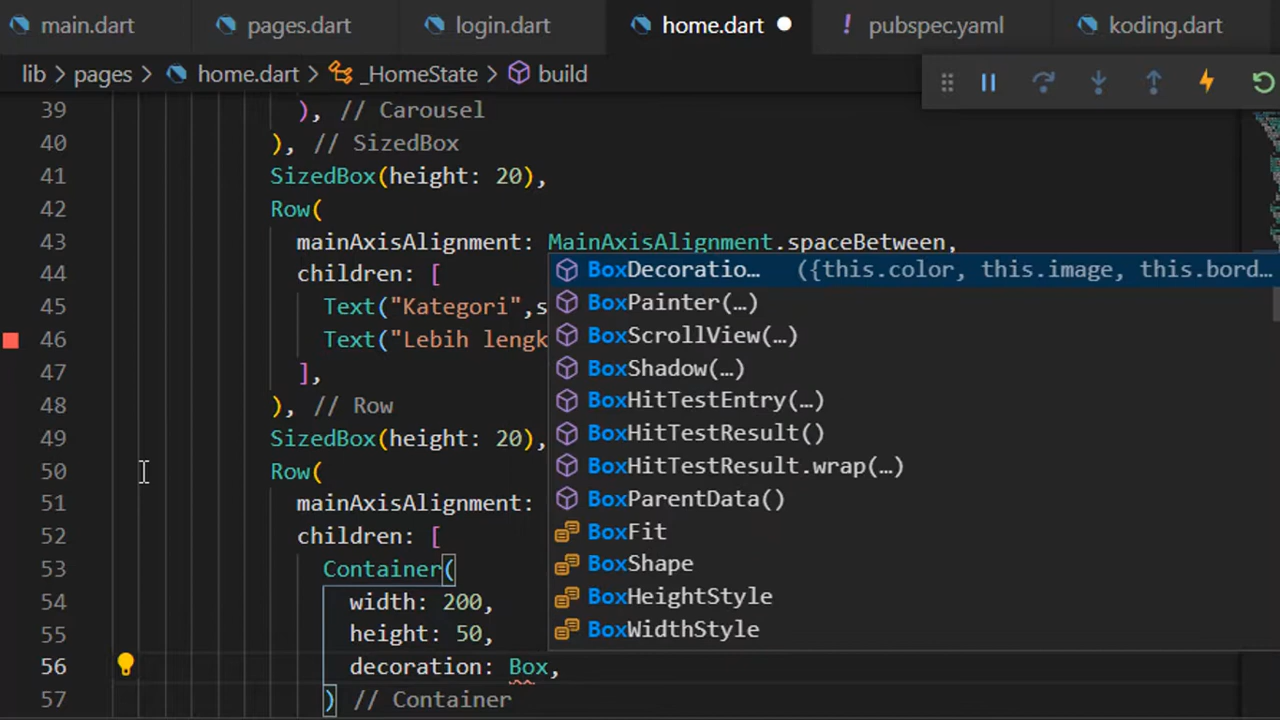 main.dart pages.dart login.dart home.dart pubspec.yaml koding.dart
lib > pages > home.dart > _HomeState > build
39 ), // Carousel
40 ), // SizedBox
41 SizedBox(height: 20),
42 Row(
43 mainAxisAlignment: MainAxisAlignment.spaceBetween,
44 children: [
45 Text("Kategori",s
46 Text("Lebih lengk
47 ],
48 ), // Row
49 SizedBox(height: 20),
50 Row(
51 mainAxisAlignment:
52 children: [
53 Container(
54 width: 200,
55 height: 50,
56 decoration: Box,
57 ) // Container
BoxDecoratio… ({this.color, this.image, this.bord…
BoxPainter(…)
BoxScrollView(…)
BoxShadow(…)
BoxHitTestEntry(…)
BoxHitTestResult()
BoxHitTestResult.wrap(…)
BoxParentData()
BoxFit
BoxShape
BoxHeightStyle
BoxWidthStyle